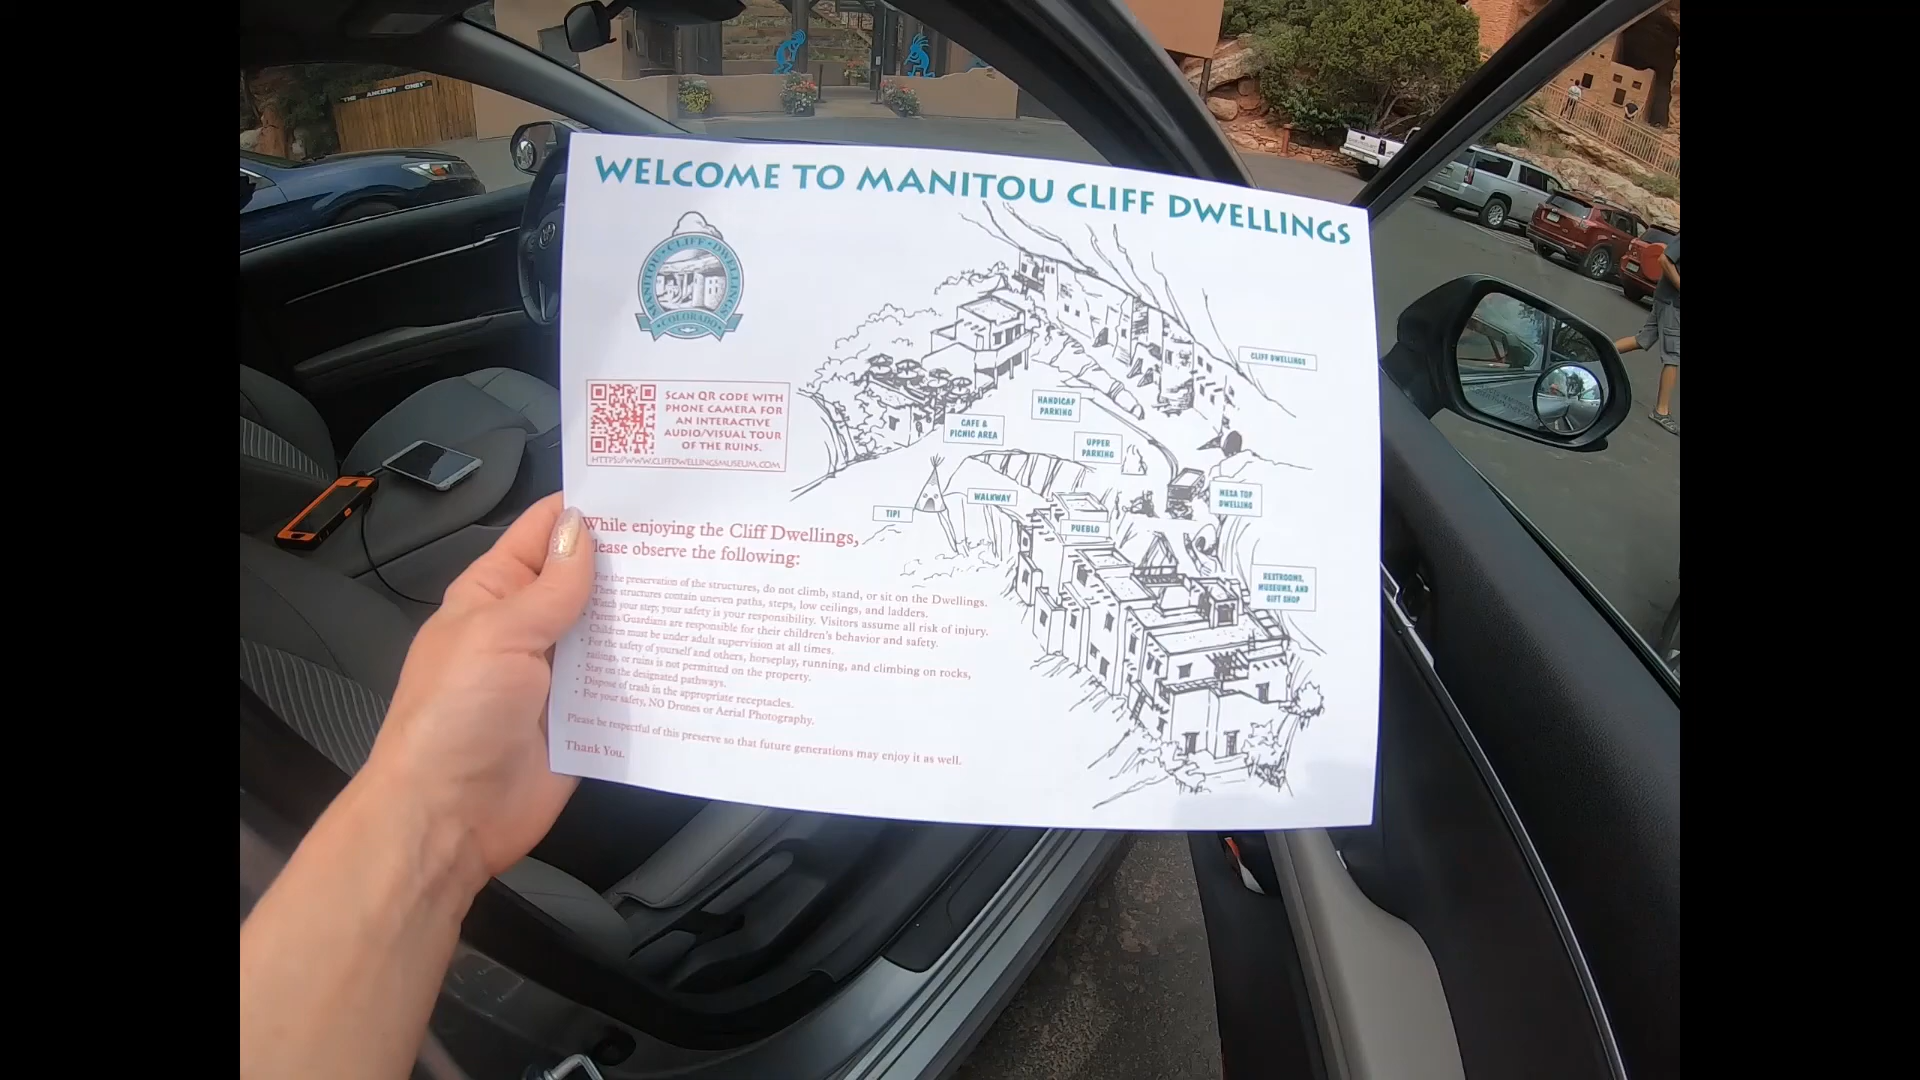 THE ANCIENT ONES
WELCOME TO MANITOU CLIFF DWELLINGS
MANITOU • CLIFF • DWELLINGS
COLORADO
SCAN QR CODE WITH
PHONE CAMERA FOR
AN INTERACTIVE
AUDIO/VISUAL TOUR
OF THE RUINS.
HTTPS://WWW.CLIFFDWELLINGSMUSEUM.COM
CLIFF DWELLINGS
HANDICAP
PARKING
CAFE &
PICNIC AREA
UPPER
PARKING
MESA TOP
DWELLING
WALKWAY
TIPI
PUEBLO
RESTROOMS,
MUSEUMS, AND
GIFT SHOP
While enjoying the Cliff Dwellings,
lease observe the following:
For the preservation of the structures, do not climb, stand, or sit on the Dwellings.
These structures contain uneven paths, steps, low ceilings, and ladders.
Watch your step; your safety is your responsibility. Visitors assume all risk of injury.
• Parents/Guardians are responsible for their children's behavior and safety.
Children must be under adult supervision at all times.
• For the safety of yourself and others, horseplay, running, and climbing on rocks,
railings, or ruins is not permitted on the property.
• Stay on the designated pathways.
• Dispose of trash in the appropriate receptacles.
• For your safety, NO Drones or Aerial Photography.
Please be respectful of this preserve so that future generations may enjoy it as well.
Thank You.